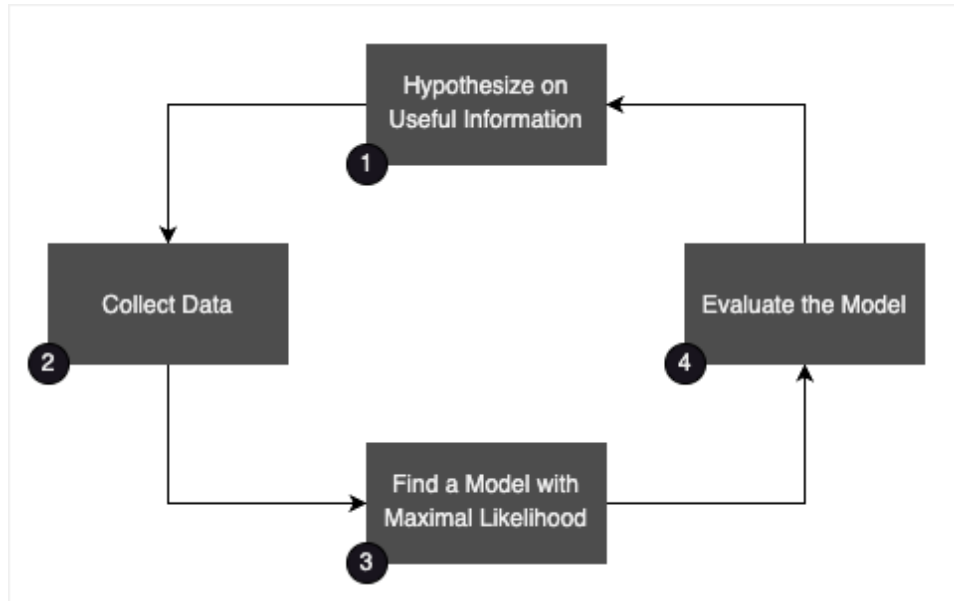 Hypothesize on
Useful Information
1
Collect Data
2
Find a Model with
Maximal Likelihood
3
Evaluate the Model
4